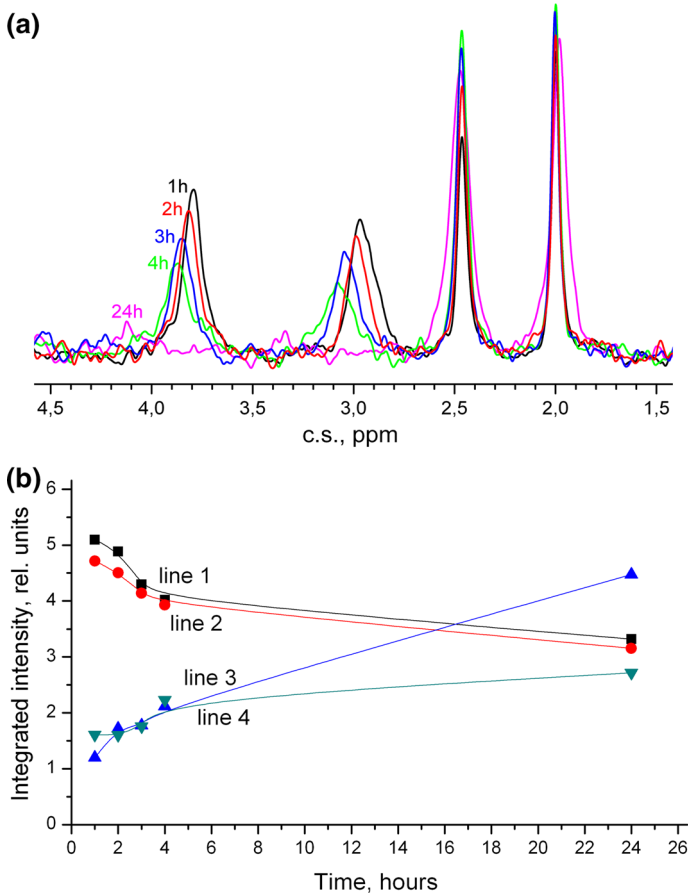 (a)
1h
2h
3h
4h
24h
4,5 4,0 3,5 3,0 2,5 2,0 1,5
c.s., ppm
(b)
Integrated intensity, rel. units
6
5
4
3
2
1
0
line 1
line 2
line 3
line 4
0 2 4 6 8 10 12 14 16 18 20 22 24 26
Time, hours